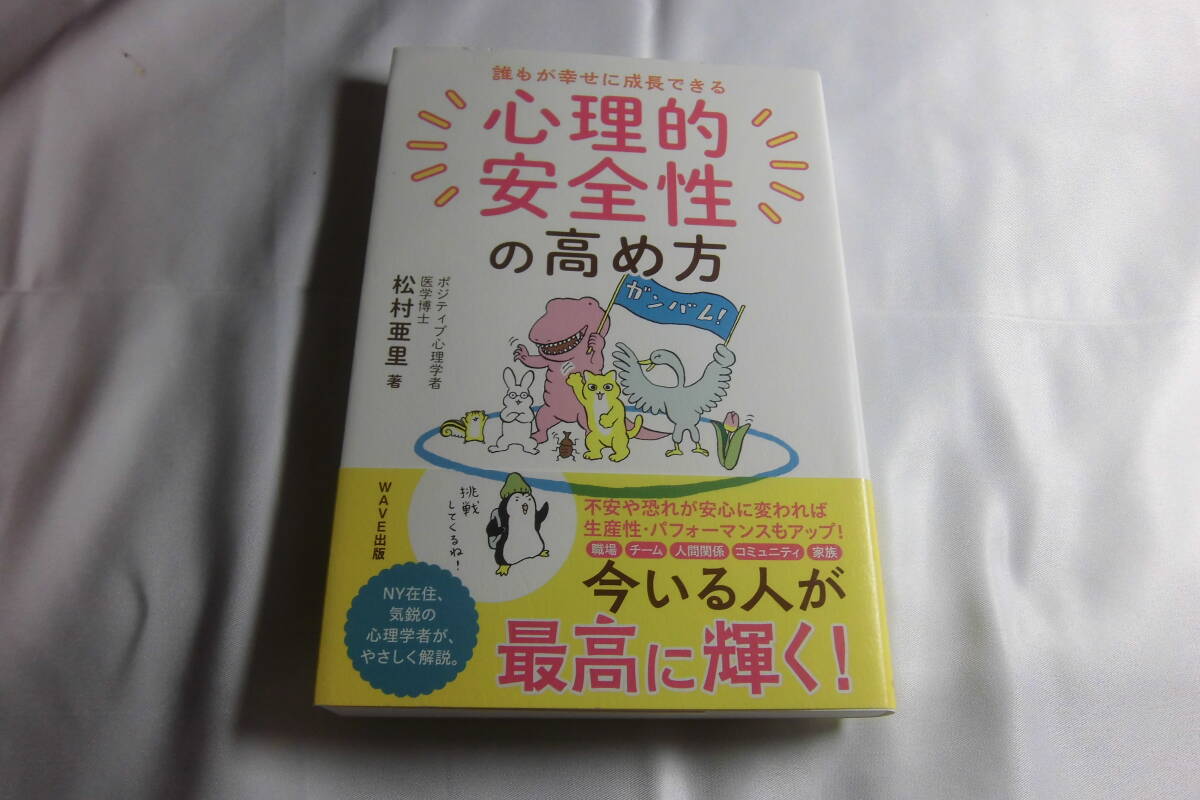 誰もが幸せに成長できる
心理的
安全性
の高め方
ポジティブ心理学者
医学博士
松村亜里 著
ガンバム!
挑戦
してくるね!
WAVE出版
不安や恐れが安心に変われば
生産性・パフォーマンスもアップ!
職場 チーム 人間関係 コミュニティ 家族
今いる人が
最高に輝く!
NY在住、
気鋭の
心理学者が、
やさしく解説。